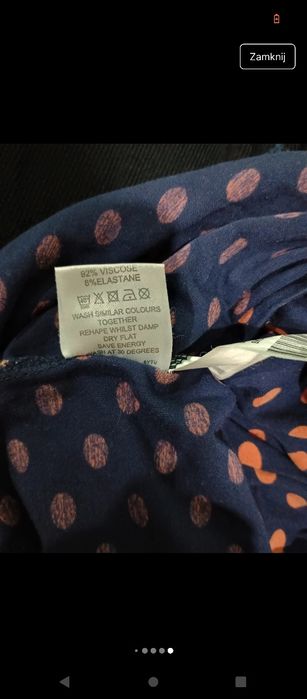 Zamknij
92% VISCOSE
8% ELASTANE
WASH SIMILAR COLOURS
TOGETHER
REHAPE WHILST DAMP
DRY FLAT
SAVE ENERGY
WASH AT 30 DEGREES